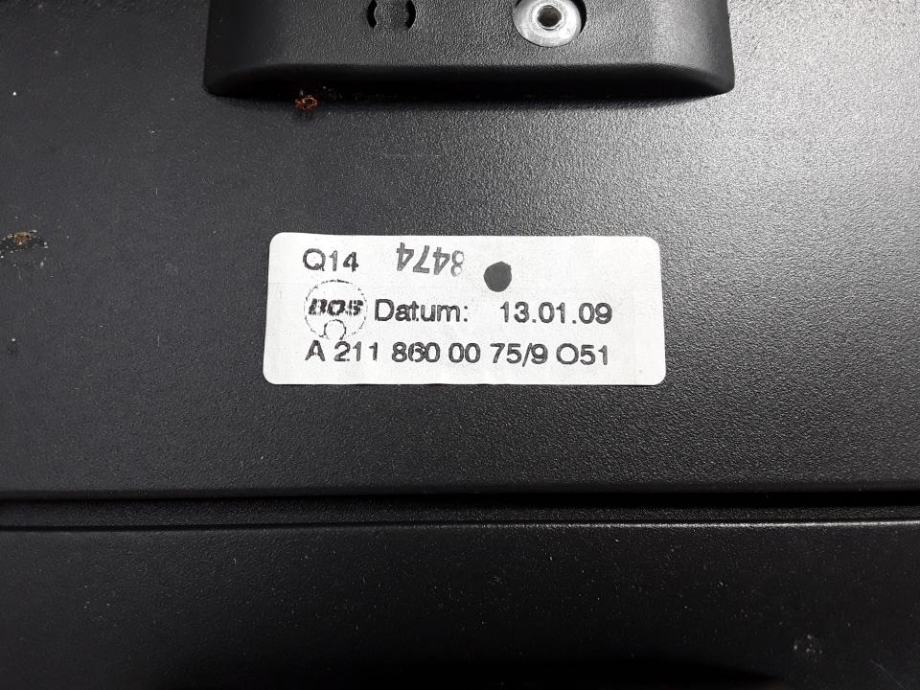 Q14 8474
BOS Datum: 13.01.09
A 211 860 00 75/9 O51